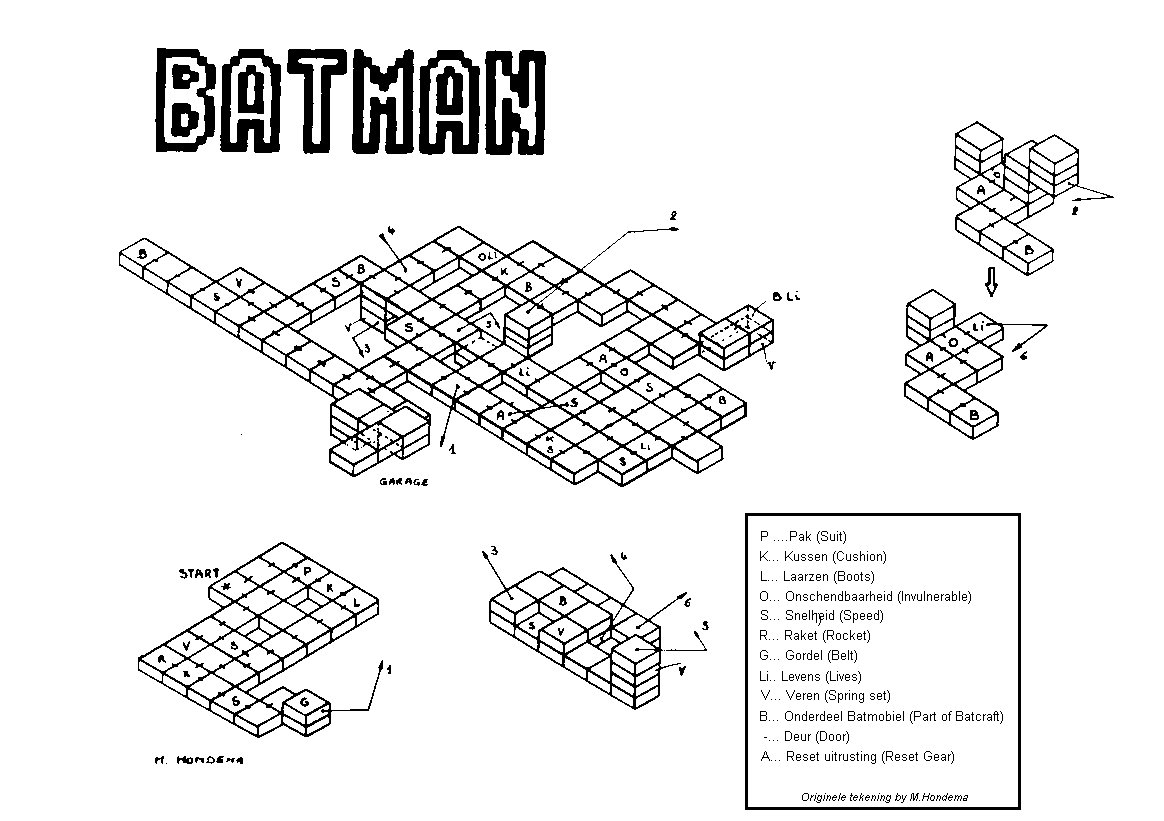 BATMAN
2
4
B
B
OLi
V
S
S
K
B
B Li
S
3
V
3
V
A
O
Li
S
B
A
S
K
S
Li
S
1
GARAGE
A
O
2
B
Li
O
A
6
B
START
*
P
K
L
V
S
R
K
S
G
1
M. HONDEMA
3
4
B
6
S
V
5
V
P ....Pak (Suit)
K... Kussen (Cushion)
L... Laarzen (Boots)
O... Onschendbaarheid (Invulnerable)
S... Snelheid (Speed)
R... Raket (Rocket)
G... Gordel (Belt)
Li.. Levens (Lives)
V... Veren (Spring set)
B... Onderdeel Batmobiel (Part of Batcraft)
-... Deur (Door)
A... Reset uitrusting (Reset Gear)
Originele tekening by M.Hondema